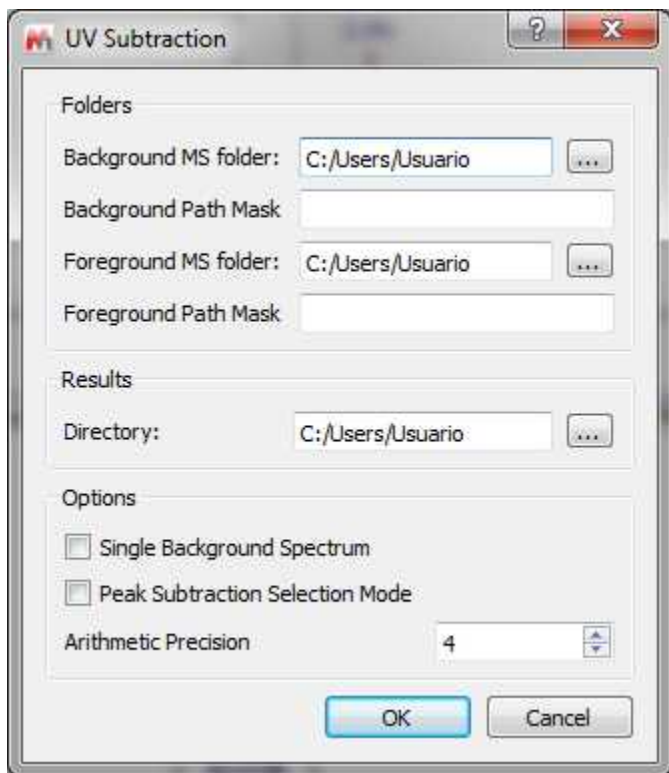 UV Subtraction
Folders
Background MS folder: C:/Users/Usuario ...
Background Path Mask
Foreground MS folder: C:/Users/Usuario ...
Foreground Path Mask
Results
Directory: C:/Users/Usuario ...
Options
Single Background Spectrum
Peak Subtraction Selection Mode
Arithmetic Precision 4
OK Cancel